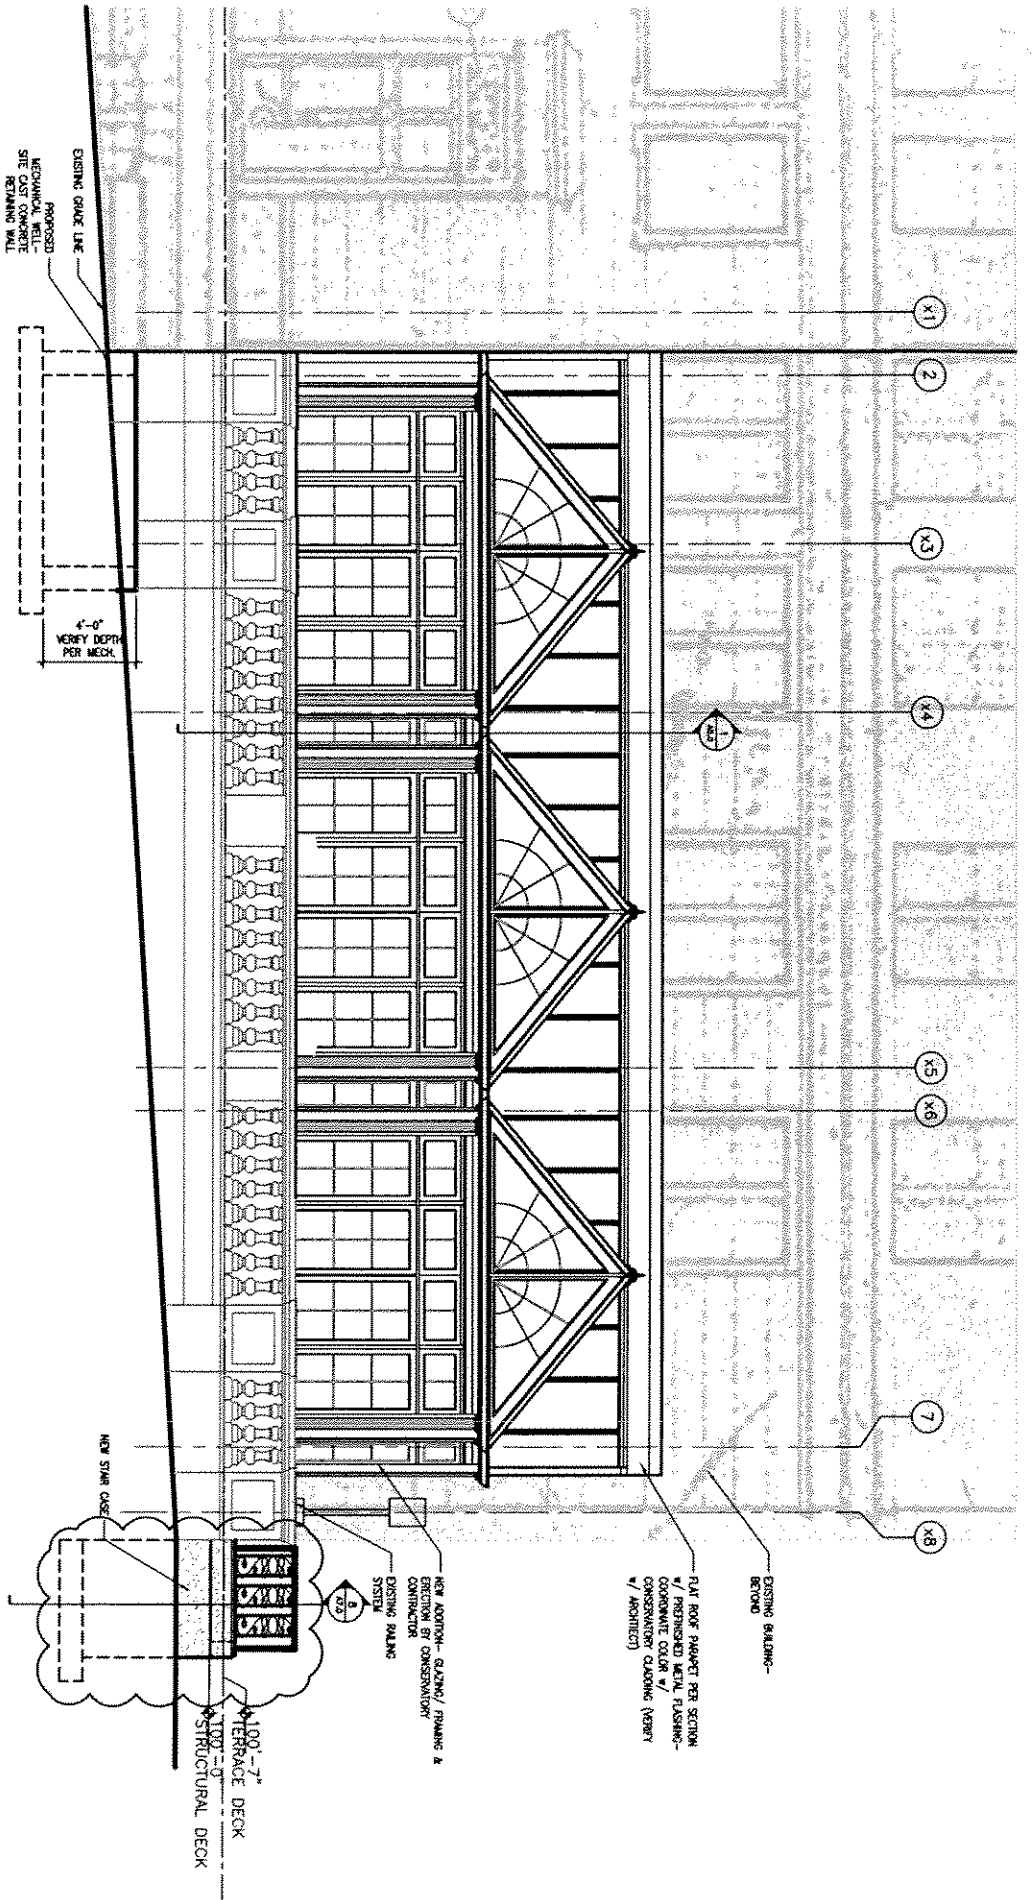 x1
2
x3
x4
x5
x6
7
x8
EXISTING BUILDING-
BEYOND
FLAT ROOF PARAPET PER SECTION
w/ PREFINISHED METAL FLASHING-
COORDINATE COLOR w/
CONSERVATORY CLADDING (VERIFY
w/ ARCHITECT)
NEW ADDITION- GLAZING/ FRAMING &
ERECTION BY CONSERVATORY
CONTRACTOR
EXISTING RAILING
SYSTEM
1
8
100'-7"
TERRACE DECK
100'-0"
STRUCTURAL DECK
NEW STAIR CASE
EXISTING GRADE LINE
PROPOSED
MECHANICAL WELL-
SITE CAST CONCRETE
RETAINING WALL
4'-0"
VERIFY DEPTH
PER MECH.